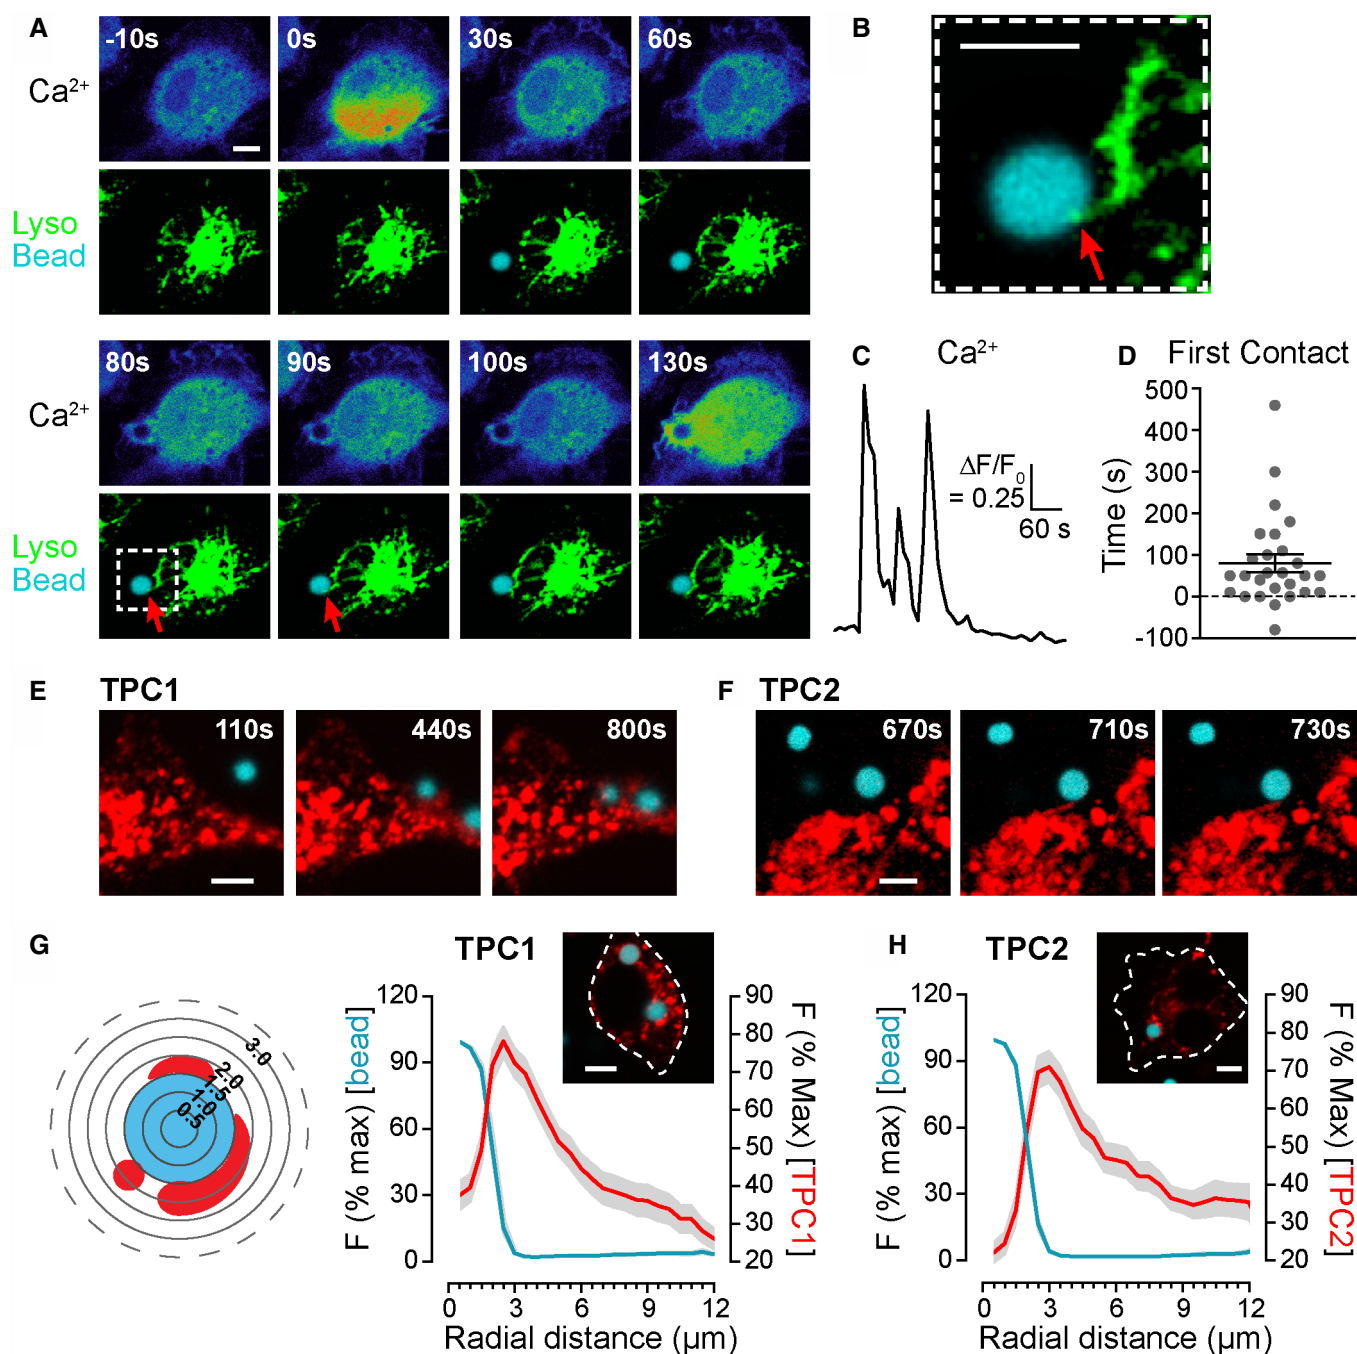 A
-10s 0s 30s 60s
Ca²⁺
Lyso
Bead
80s 90s 100s 130s
Ca²⁺
Lyso
Bead
B
C Ca²⁺
ΔF/F₀
= 0.25
60 s
D First Contact
Time (s)
500
400
300
200
100
0
-100
E TPC1
110s 440s 800s
F TPC2
670s 710s 730s
G
0.5
1.0
1.5
2.0
3.0
TPC1
F (% max) [bead]
120
90
60
30
0
F (% Max) [TPC1]
90
80
70
60
50
40
30
20
0 3 6 9 12
Radial distance (µm)
H TPC2
F (% max) [bead]
120
90
60
30
0
F (% Max) [TPC2]
90
80
70
60
50
40
30
20
0 3 6 9 12
Radial distance (µm)